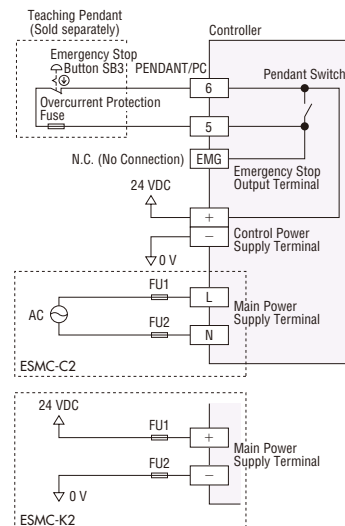 Teaching Pendant
(Sold separately)
Controller
Emergency Stop
Button SB3
PENDANT/PC
Pendant Switch
6
Overcurrent Protection
Fuse
5
N.C. (No Connection)
EMG
Emergency Stop
Output Terminal
24 VDC
+
−
Control Power
Supply Terminal
0 V
FU1
L
AC
Main Power
Supply Terminal
FU2
N
ESMC-C2
24 VDC
FU1
+
Main Power
Supply Terminal
FU2
−
0 V
ESMC-K2